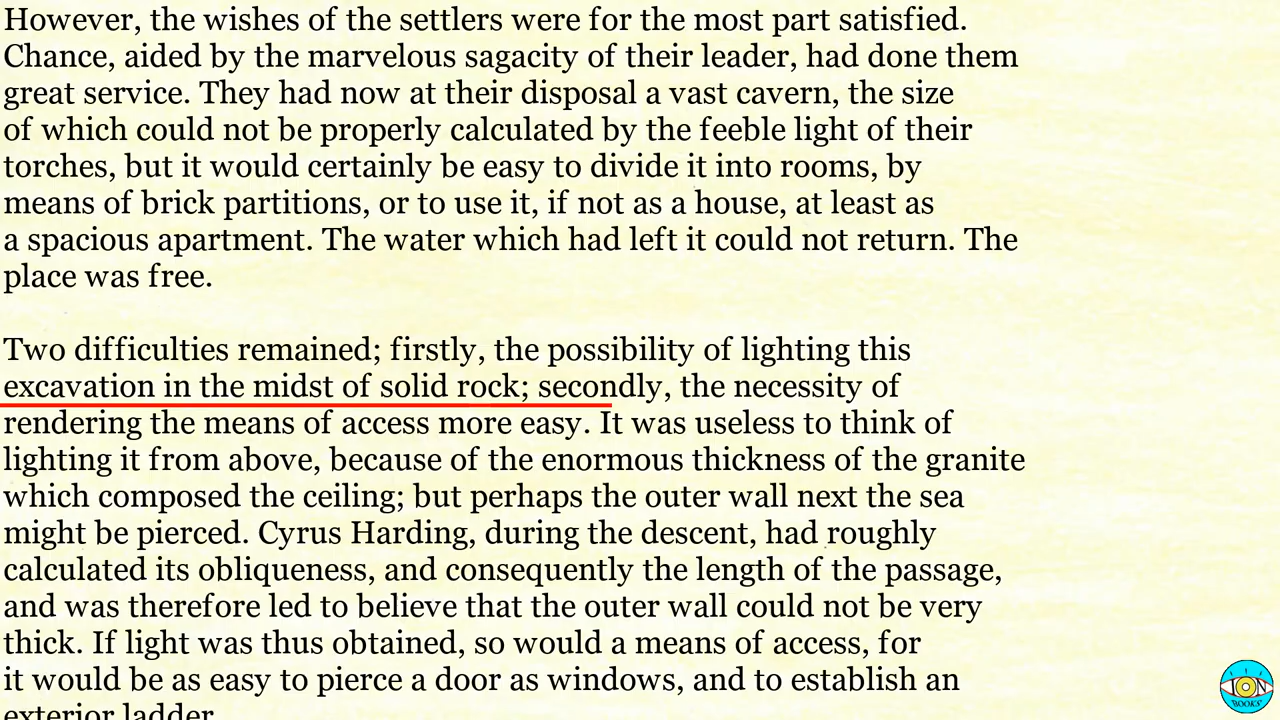 However, the wishes of the settlers were for the most part satisfied.
Chance, aided by the marvelous sagacity of their leader, had done them
great service. They had now at their disposal a vast cavern, the size
of which could not be properly calculated by the feeble light of their
torches, but it would certainly be easy to divide it into rooms, by
means of brick partitions, or to use it, if not as a house, at least as
a spacious apartment. The water which had left it could not return. The
place was free.
Two difficulties remained; firstly, the possibility of lighting this
excavation in the midst of solid rock; secondly, the necessity of
rendering the means of access more easy. It was useless to think of
lighting it from above, because of the enormous thickness of the granite
which composed the ceiling; but perhaps the outer wall next the sea
might be pierced. Cyrus Harding, during the descent, had roughly
calculated its obliqueness, and consequently the length of the passage,
and was therefore led to believe that the outer wall could not be very
thick. If light was thus obtained, so would a means of access, for
it would be as easy to pierce a door as windows, and to establish an
exterior ladder.
ION
BOOKS